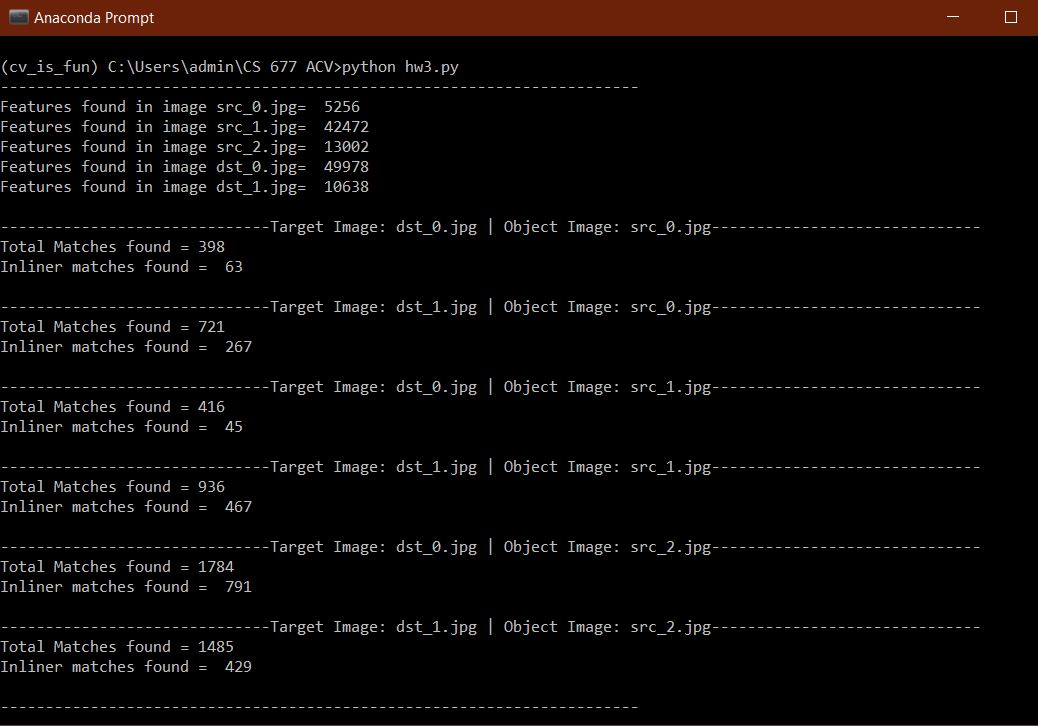 Anaconda Prompt
(cv_is_fun) C:\Users\admin\CS 677 ACV>python hw3.py
-----------------------------------------------------------------------
Features found in image src_0.jpg=  5256
Features found in image src_1.jpg=  42472
Features found in image src_2.jpg=  13002
Features found in image dst_0.jpg=  49978
Features found in image dst_1.jpg=  10638
------------------------------Target Image: dst_0.jpg | Object Image: src_0.jpg------------------------------
Total Matches found = 398
Inliner matches found =  63
------------------------------Target Image: dst_1.jpg | Object Image: src_0.jpg------------------------------
Total Matches found = 721
Inliner matches found =  267
------------------------------Target Image: dst_0.jpg | Object Image: src_1.jpg------------------------------
Total Matches found = 416
Inliner matches found =  45
------------------------------Target Image: dst_1.jpg | Object Image: src_1.jpg------------------------------
Total Matches found = 936
Inliner matches found =  467
------------------------------Target Image: dst_0.jpg | Object Image: src_2.jpg------------------------------
Total Matches found = 1784
Inliner matches found =  791
------------------------------Target Image: dst_1.jpg | Object Image: src_2.jpg------------------------------
Total Matches found = 1485
Inliner matches found =  429
-----------------------------------------------------------------------